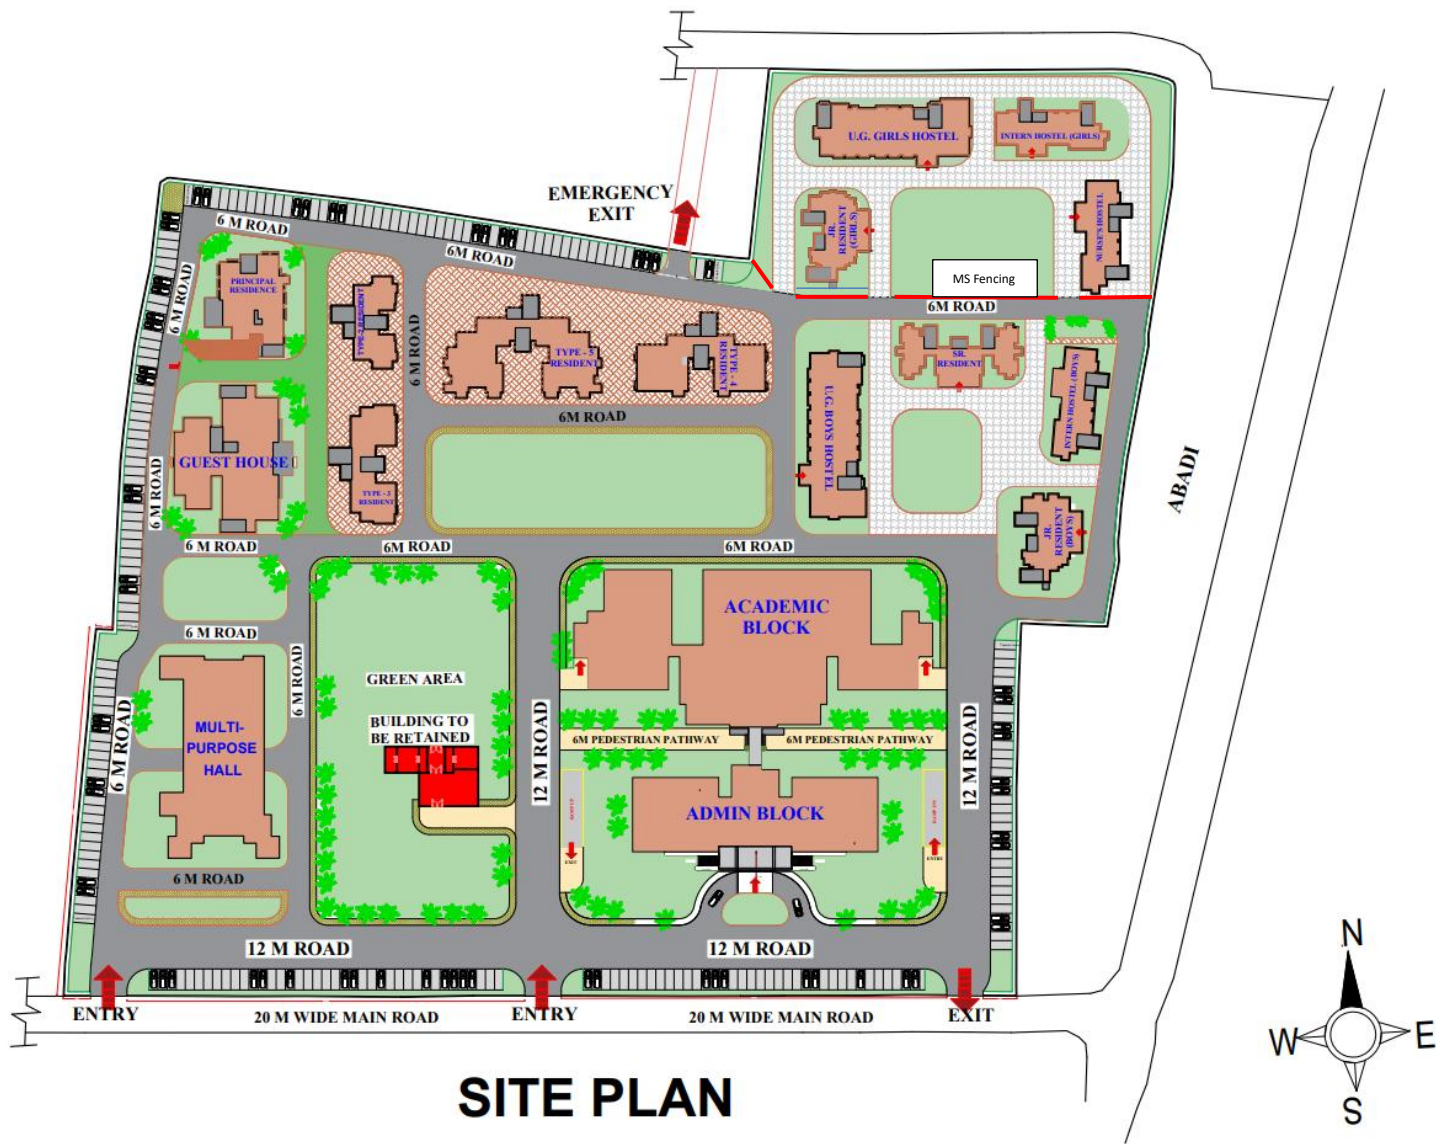 EMERGENCY
EXIT
U.G. GIRLS HOSTEL
INTERN HOSTEL (GIRLS)
JR.
RESIDENT
(GIRLS)
NURSE'S HOSTEL
MS Fencing
6M ROAD
6 M ROAD
6M ROAD
6 M ROAD
PRINCIPAL
RESIDENCE
TYPE-2 RESIDENT
6 M ROAD
TYPE - 5
RESIDENT
TYPE - 4
RESIDENT
6M ROAD
SR.
RESIDENT
U.G. BOYS HOSTEL
INTERN HOSTEL (BOYS)
GUEST HOUSE
6 M ROAD
RESIDENT
JR.
RESIDENT
(BOYS)
ABADI
6 M ROAD
6M ROAD
6M ROAD
6 M ROAD
6 M ROAD
ACADEMIC
BLOCK
GREEN AREA
BUILDING TO
BE RETAINED
6 M ROAD
MULTI-
PURPOSE
HALL
12 M ROAD
6M PEDESTRIAN PATHWAY
6M PEDESTRIAN PATHWAY
12 M ROAD
ADMIN BLOCK
EXIT
ENTRY
6 M ROAD
12 M ROAD
12 M ROAD
ENTRY
20 M WIDE MAIN ROAD
ENTRY
20 M WIDE MAIN ROAD
EXIT
N
W
E
S
SITE PLAN